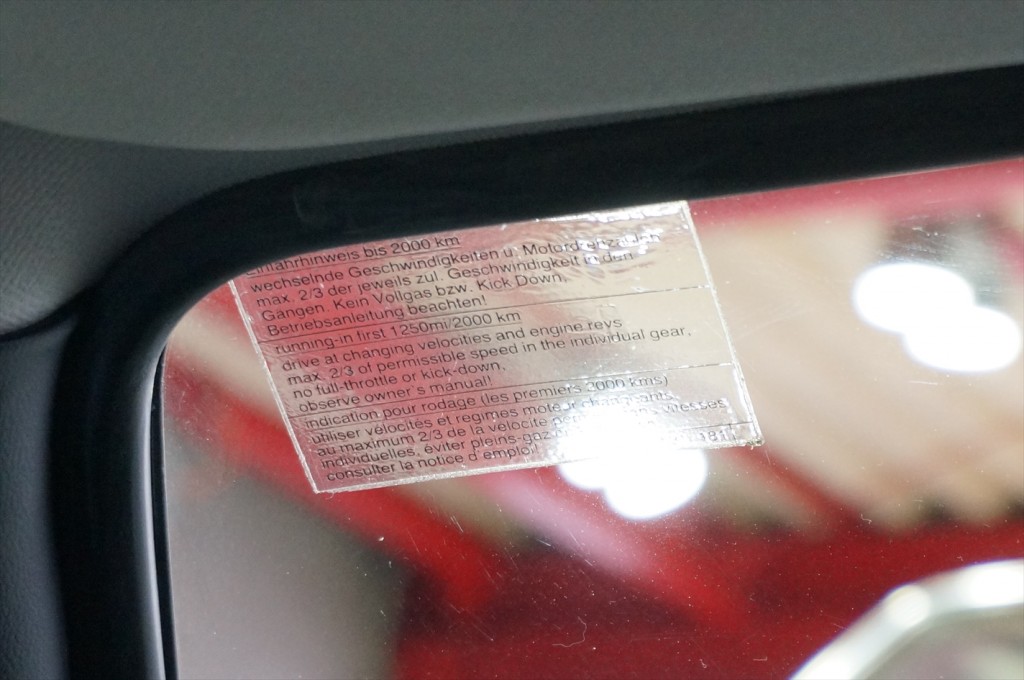 Einfahrhinweis bis 2000 km
wechselnde Geschwindigkeiten u. Motordrehzahlen
max. 2/3 der jeweils zul. Geschwindigkeit in den
Gängen. Kein Vollgas bzw. Kick Down.
Betriebsanleitung beachten!
running-in first 1250mi/2000 km
drive at changing velocities and engine revs
max. 2/3 of permissible speed in the individual gear.
no full-throttle or kick-down.
observe owner's manual!
indication pour rodage (les premiers 2000 kms)
utiliser vélocités et regimes moteur changeants
au maximum 2/3 de la vélocité vitesses
individuelles, éviter pleins-gaz
consulter la notice d'emploi